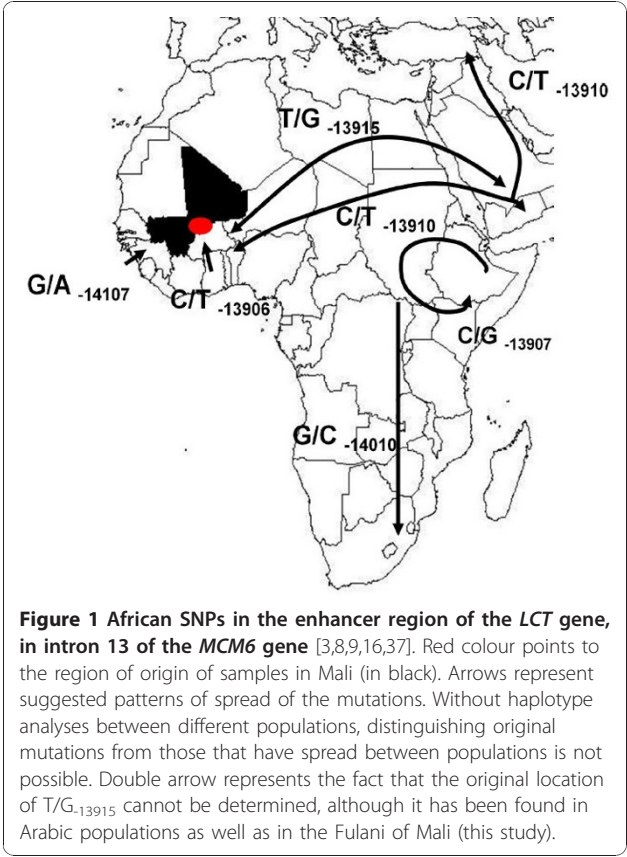 C/T -13910
T/G -13915
C/T -13910
G/A -14107
C/T -13906
C/G -13907
G/C -14010
Figure 1 African SNPs in the enhancer region of the LCT gene,
in intron 13 of the MCM6 gene [3,8,9,16,37]. Red colour points to
the region of origin of samples in Mali (in black). Arrows represent
suggested patterns of spread of the mutations. Without haplotype
analyses between different populations, distinguishing original
mutations from those that have spread between populations is not
possible. Double arrow represents the fact that the original location
of T/G-13915 cannot be determined, although it has been found in
Arabic populations as well as in the Fulani of Mali (this study).